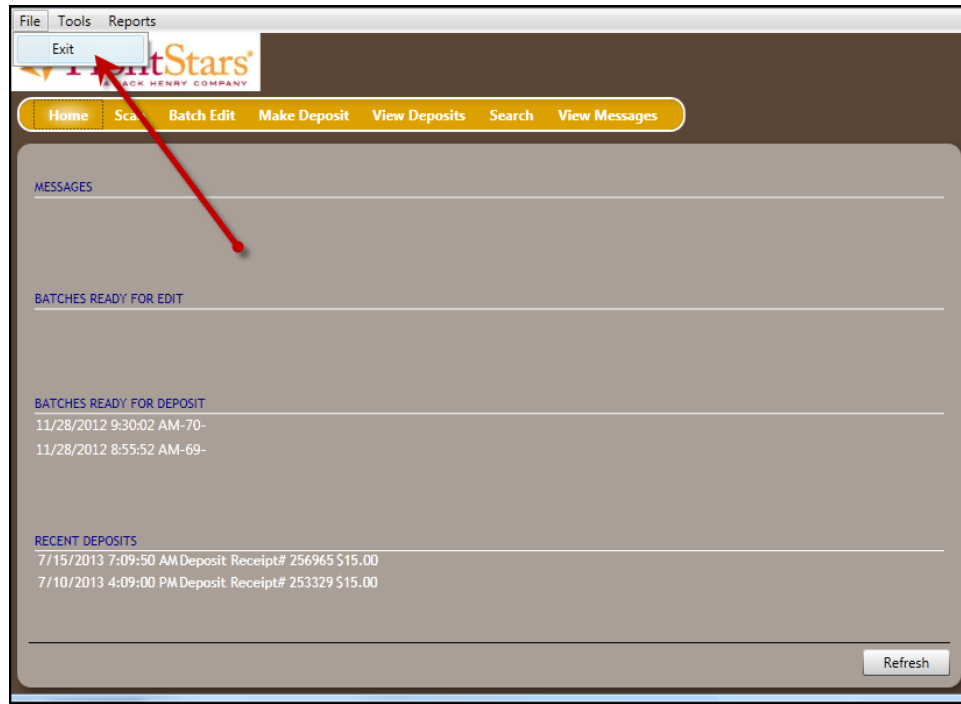 File Tools Reports
Exit
Stars
HENRY COMPANY
Home Batch Edit Make Deposit View Deposits Search View Messages
MESSAGES
BATCHES READY FOR EDIT
BATCHES READY FOR DEPOSIT
11/28/2012 9:30:02 AM-70-
11/28/2012 8:55:52 AM-69-
RECENT DEPOSITS
7/15/2013 7:09:50 AM Deposit Receipt# 256965 $15.00
7/10/2013 4:09:00 PM Deposit Receipt# 253329 $15.00
Refresh